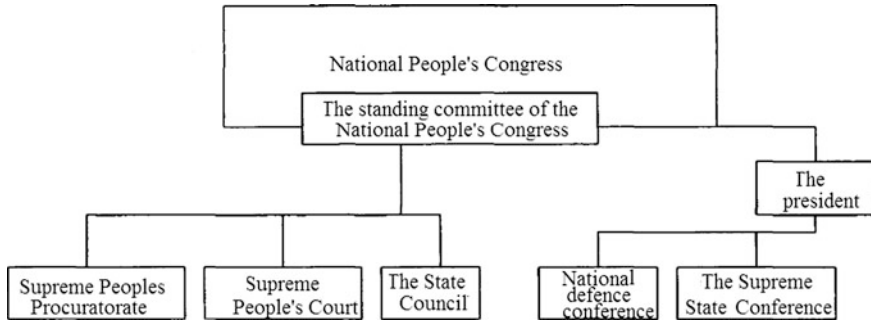 National People's Congress
The standing committee of the
National People's Congress
The
president
Supreme Peoples
Procuratorate
Supreme
People's Court
The State
Council
National
defence
conference
The Supreme
State Conference